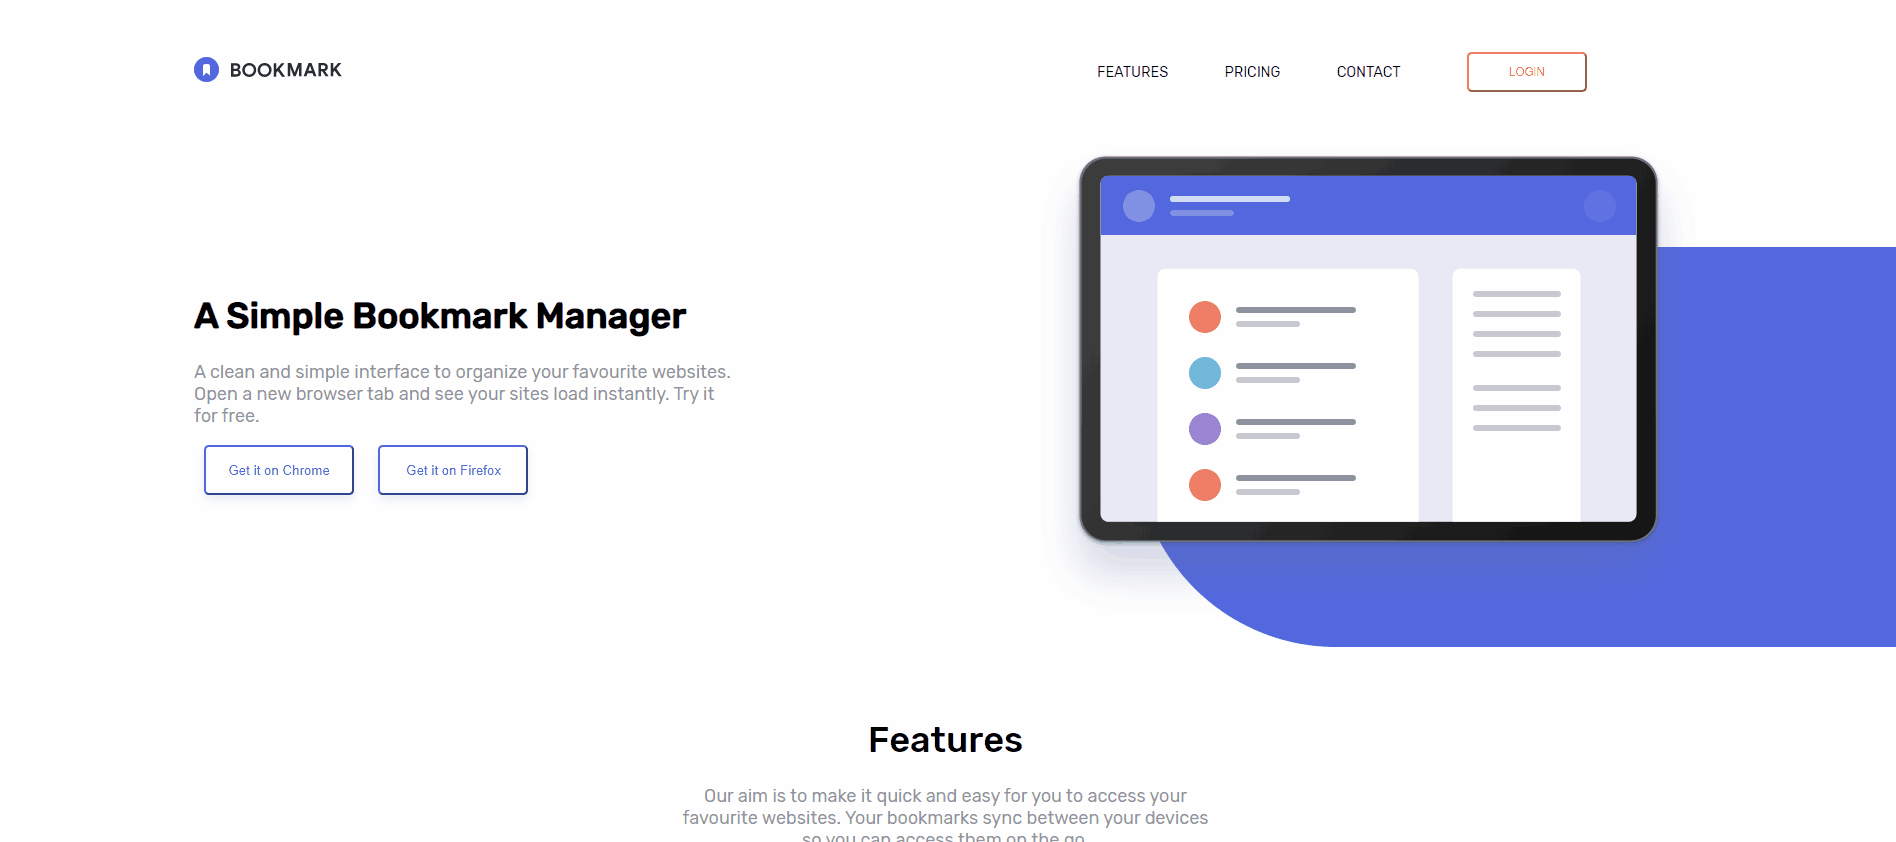 BOOKMARK
FEATURES
PRICING
CONTACT
LOGIN
A Simple Bookmark Manager
A clean and simple interface to organize your favourite websites.
Open a new browser tab and see your sites load instantly. Try it
for free.
Get it on Chrome
Get it on Firefox
Features
Our aim is to make it quick and easy for you to access your
favourite websites. Your bookmarks sync between your devices
so you can access them on the go.